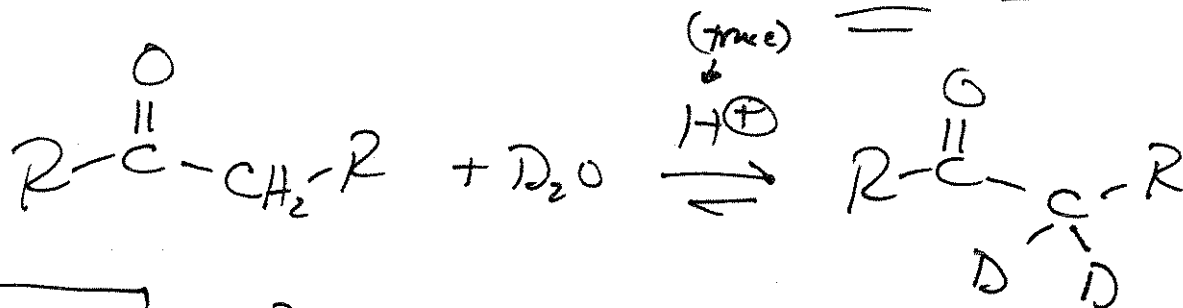 (trace)
O H⊕ O
|| ||
R-C-CH₂-R + D₂O ⇌ R-C-C-R
D D